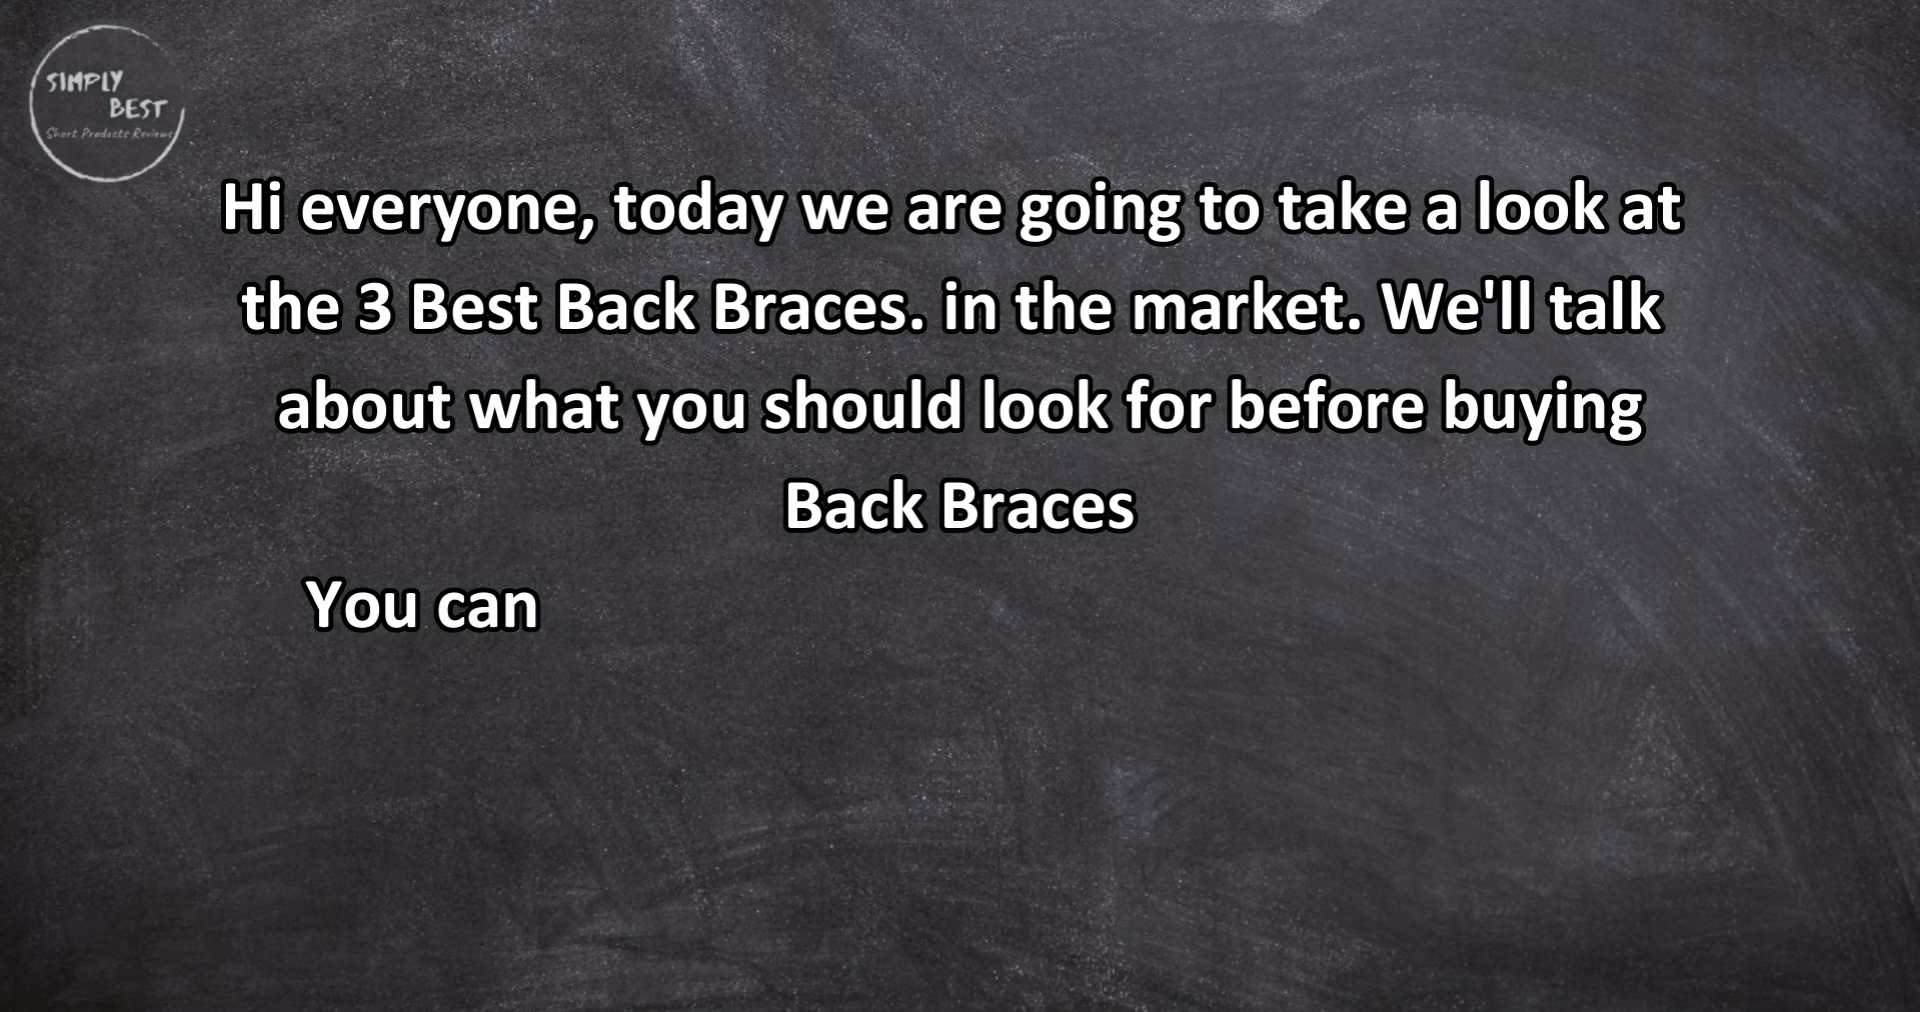 SIMPLY
BEST
Short Products Reviews
Hi everyone, today we are going to take a look at
the 3 Best Back Braces. in the market. We'll talk
about what you should look for before buying
Back Braces
You can